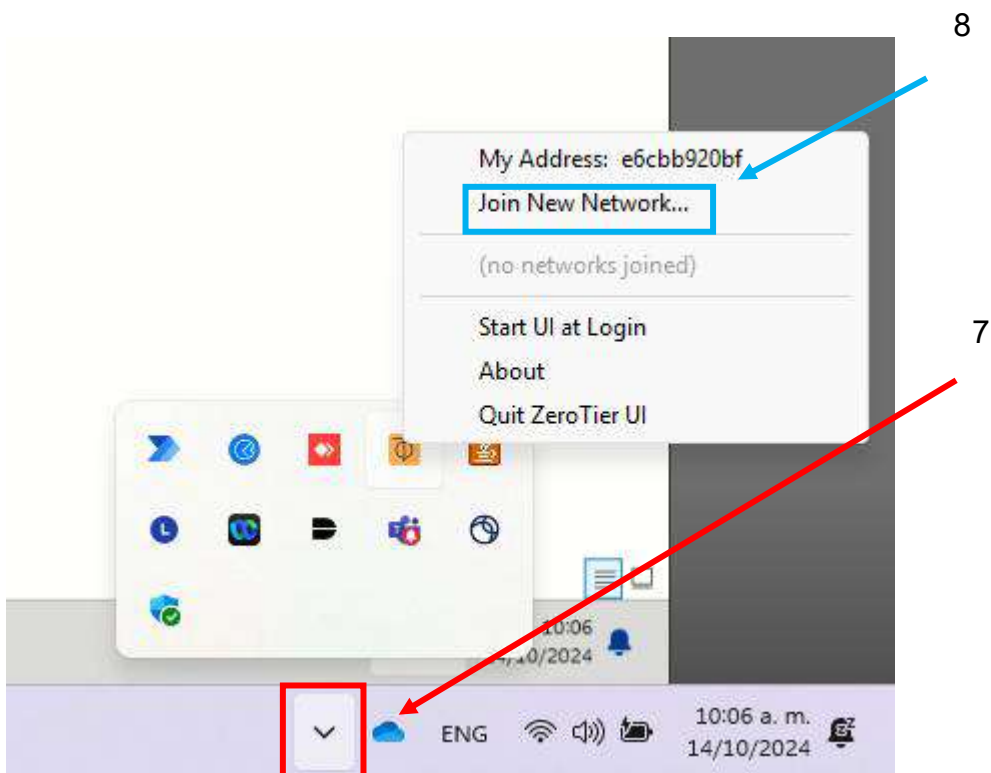 8
My Address: e6cbb920bf
Join New Network...
(no networks joined)
Start UI at Login
7
About
Quit ZeroTier UI
10:06
/10/2024
ENG
10:06 a. m.
14/10/2024